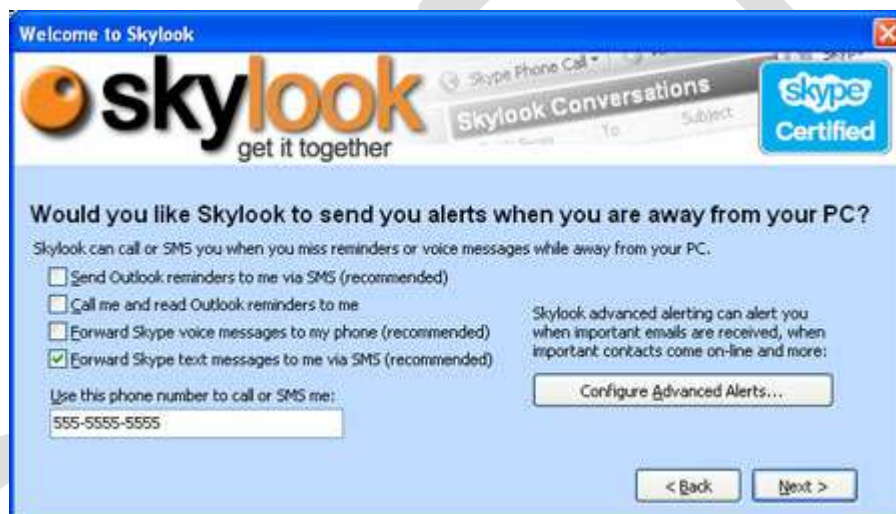 Welcome to Skylook
skylook
get it together
Skype Phone Call
Skylook Conversations
To Subject
skype
Certified
Would you like Skylook to send you alerts when you are away from your PC?
Skylook can call or SMS you when you miss reminders or voice messages while away from your PC.
Send Outlook reminders to me via SMS (recommended)
Call me and read Outlook reminders to me
Forward Skype voice messages to my phone (recommended)
Forward Skype text messages to me via SMS (recommended)
Skylook advanced alerting can alert you
when important emails are received, when
important contacts come on-line and more:
Configure Advanced Alerts...
Use this phone number to call or SMS me:
555-5555-5555
< Back
Next >